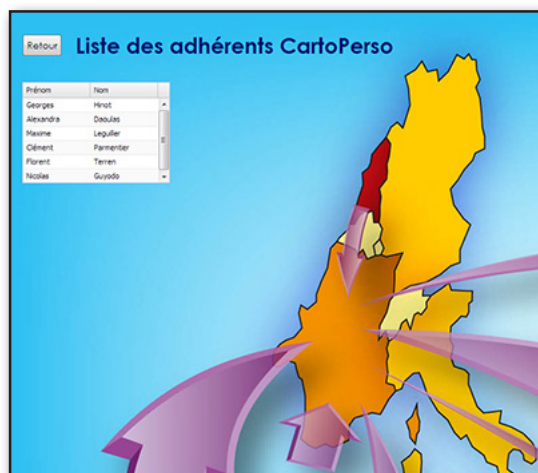 Retour
Liste des adhérents CartoPerso
Prénom Nom
Georges Hinot
Alexandra Daoulas
Maxime Leguiller
Clément Parmentier
Florent Terren
Nicolas Guyodo